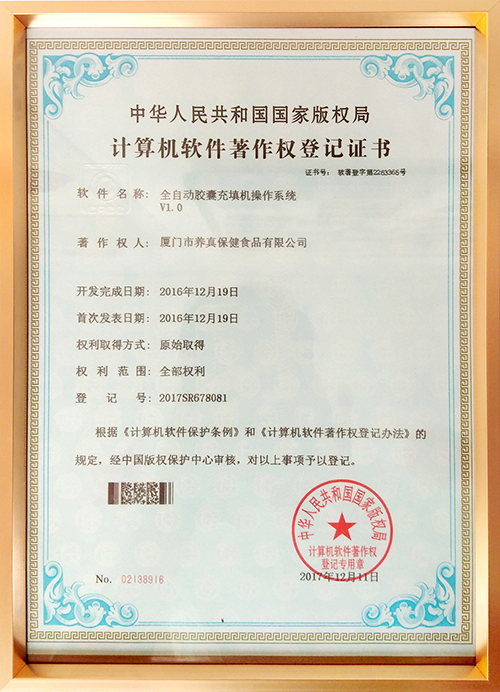 中华人民共和国国家版权局
计算机软件著作权登记证书
证书号： 软著登字第2263365号
软件名称： 全自动胶囊充填机操作系统
V1.0
著作权人： 厦门市养真保健食品有限公司
开发完成日期： 2016年12月19日
首次发表日期： 2016年12月19日
权利取得方式： 原始取得
权利范围： 全部权利
登记号： 2017SR678081
根据《计算机软件保护条例》和《计算机软件著作权登记办法》的
规定，经中国版权保护中心审核，对以上事项予以登记。
中华人民共和国国家版权局
计算机软件著作权
登记专用章
2017年12月11日
No. 02138916